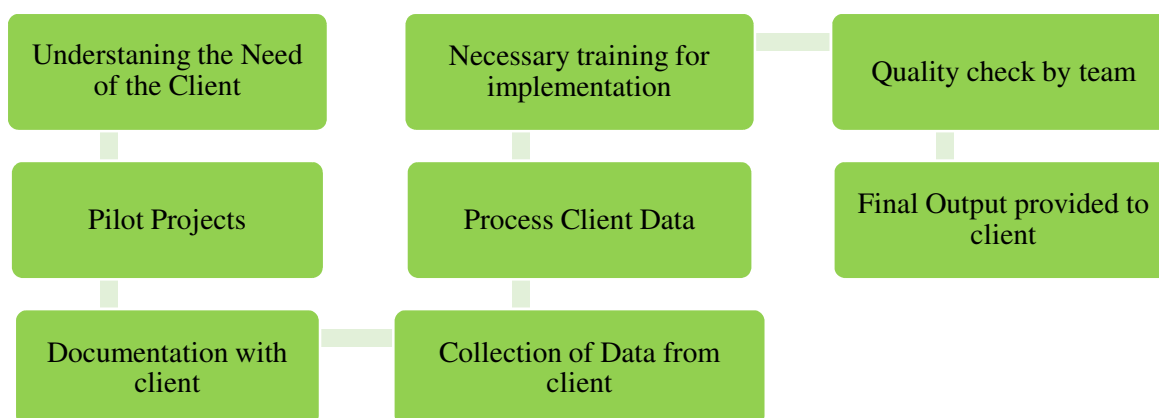 Understaning the Need
of the Client
Pilot Projects
Documentation with
client
Collection of Data from
client
Process Client Data
Necessary training for
implementation
Quality check by team
Final Output provided to
client